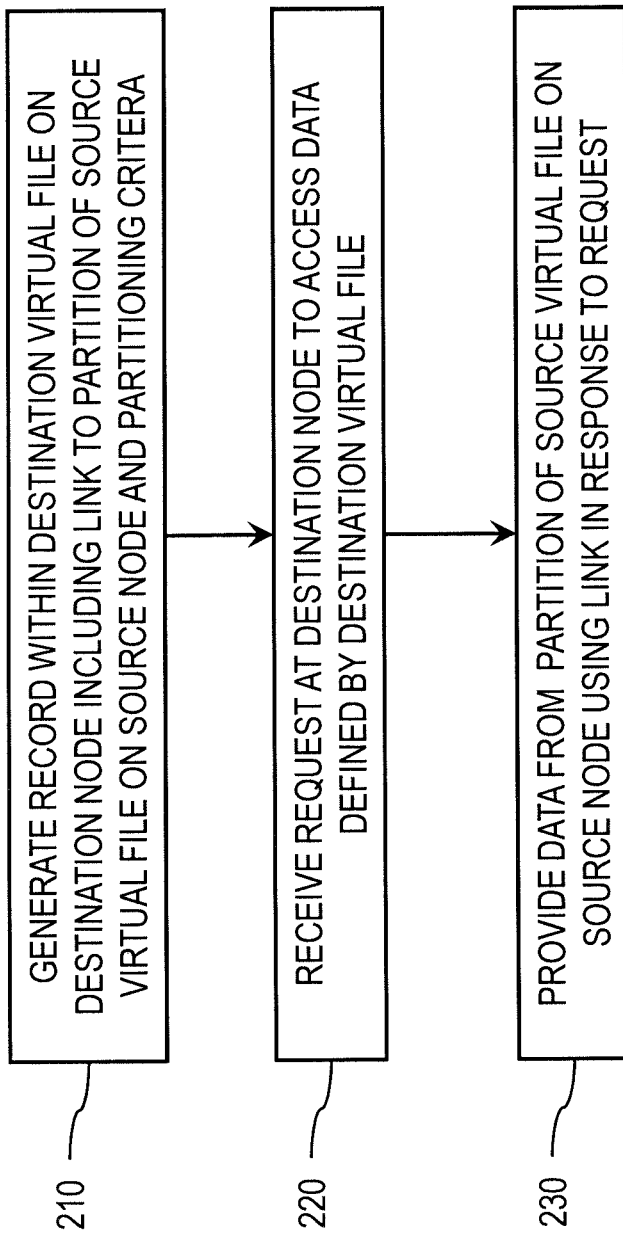 210
GENERATE RECORD WITHIN DESTINATION VIRTUAL FILE ON
DESTINATION NODE INCLUDING LINK TO PARTITION OF SOURCE
VIRTUAL FILE ON SOURCE NODE AND PARTITIONING CRITERA
220
RECEIVE REQUEST AT DESTINATION NODE TO ACCESS DATA
DEFINED BY DESTINATION VIRTUAL FILE
230
PROVIDE DATA FROM PARTITION OF SOURCE VIRTUAL FILE ON
SOURCE NODE USING LINK IN RESPONSE TO REQUEST